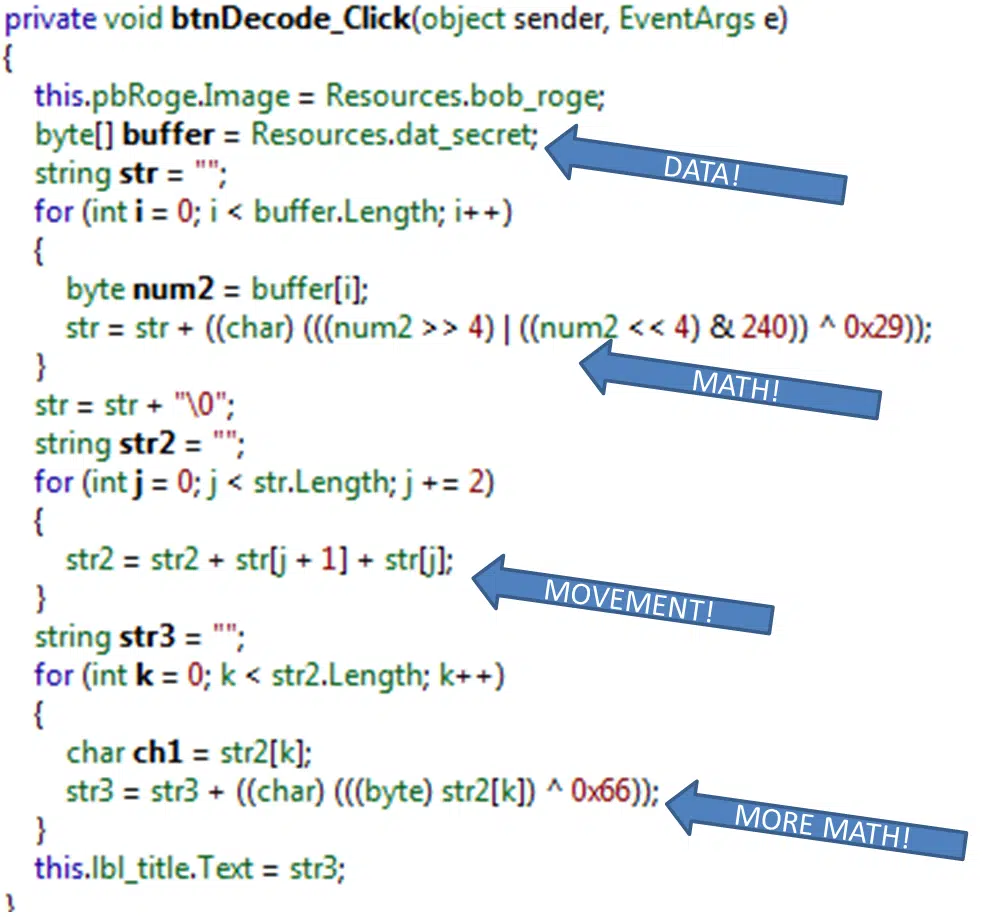 private void btnDecode_Click(object sender, EventArgs e)
{
this.pbRoge.Image = Resources.bob_roge;
byte[] buffer = Resources.dat_secret;
DATA!
string str = "";
for (int i = 0; i < buffer.Length; i++)
{
byte num2 = buffer[i];
str = str + ((char) (((num2 >> 4) | ((num2 << 4) & 240)) ^ 0x29));
MATH!
}
str = str + "\0";
string str2 = "";
for (int j = 0; j < str.Length; j += 2)
{
str2 = str2 + str[j + 1] + str[j];
MOVEMENT!
}
string str3 = "";
for (int k = 0; k < str2.Length; k++)
{
char ch1 = str2[k];
str3 = str3 + ((char) (((byte) str2[k]) ^ 0x66));
MORE MATH!
}
this.lbl_title.Text = str3;
}